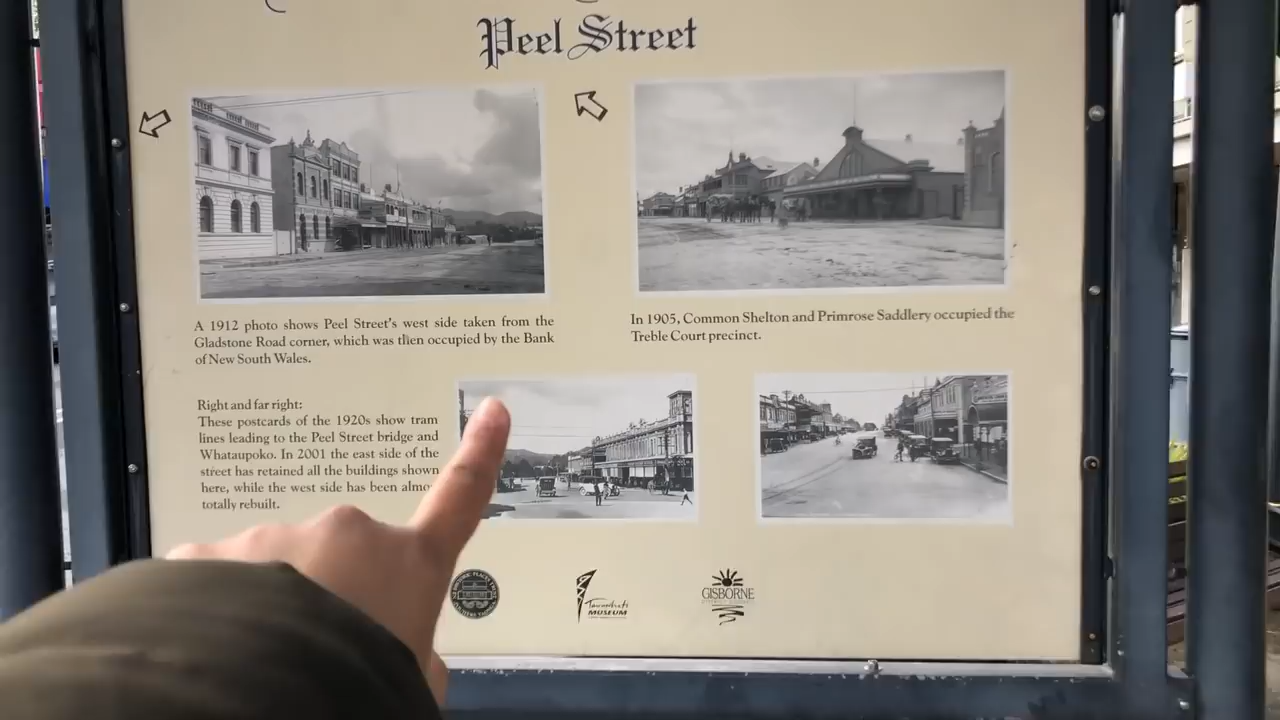 Peel Street
A 1912 photo shows Peel Street's west side taken from the
Gladstone Road corner, which was then occupied by the Bank
of New South Wales.
In 1905, Common Shelton and Primrose Saddlery occupied the
Treble Court precinct.
Right and far right:
These postcards of the 1920s show tram
lines leading to the Peel Street bridge and
Whataupoko. In 2001 the east side of the
street has retained all the buildings shown
here, while the west side has been almo
totally rebuilt.
Tairawhiti
MUSEUM
GISBORNE